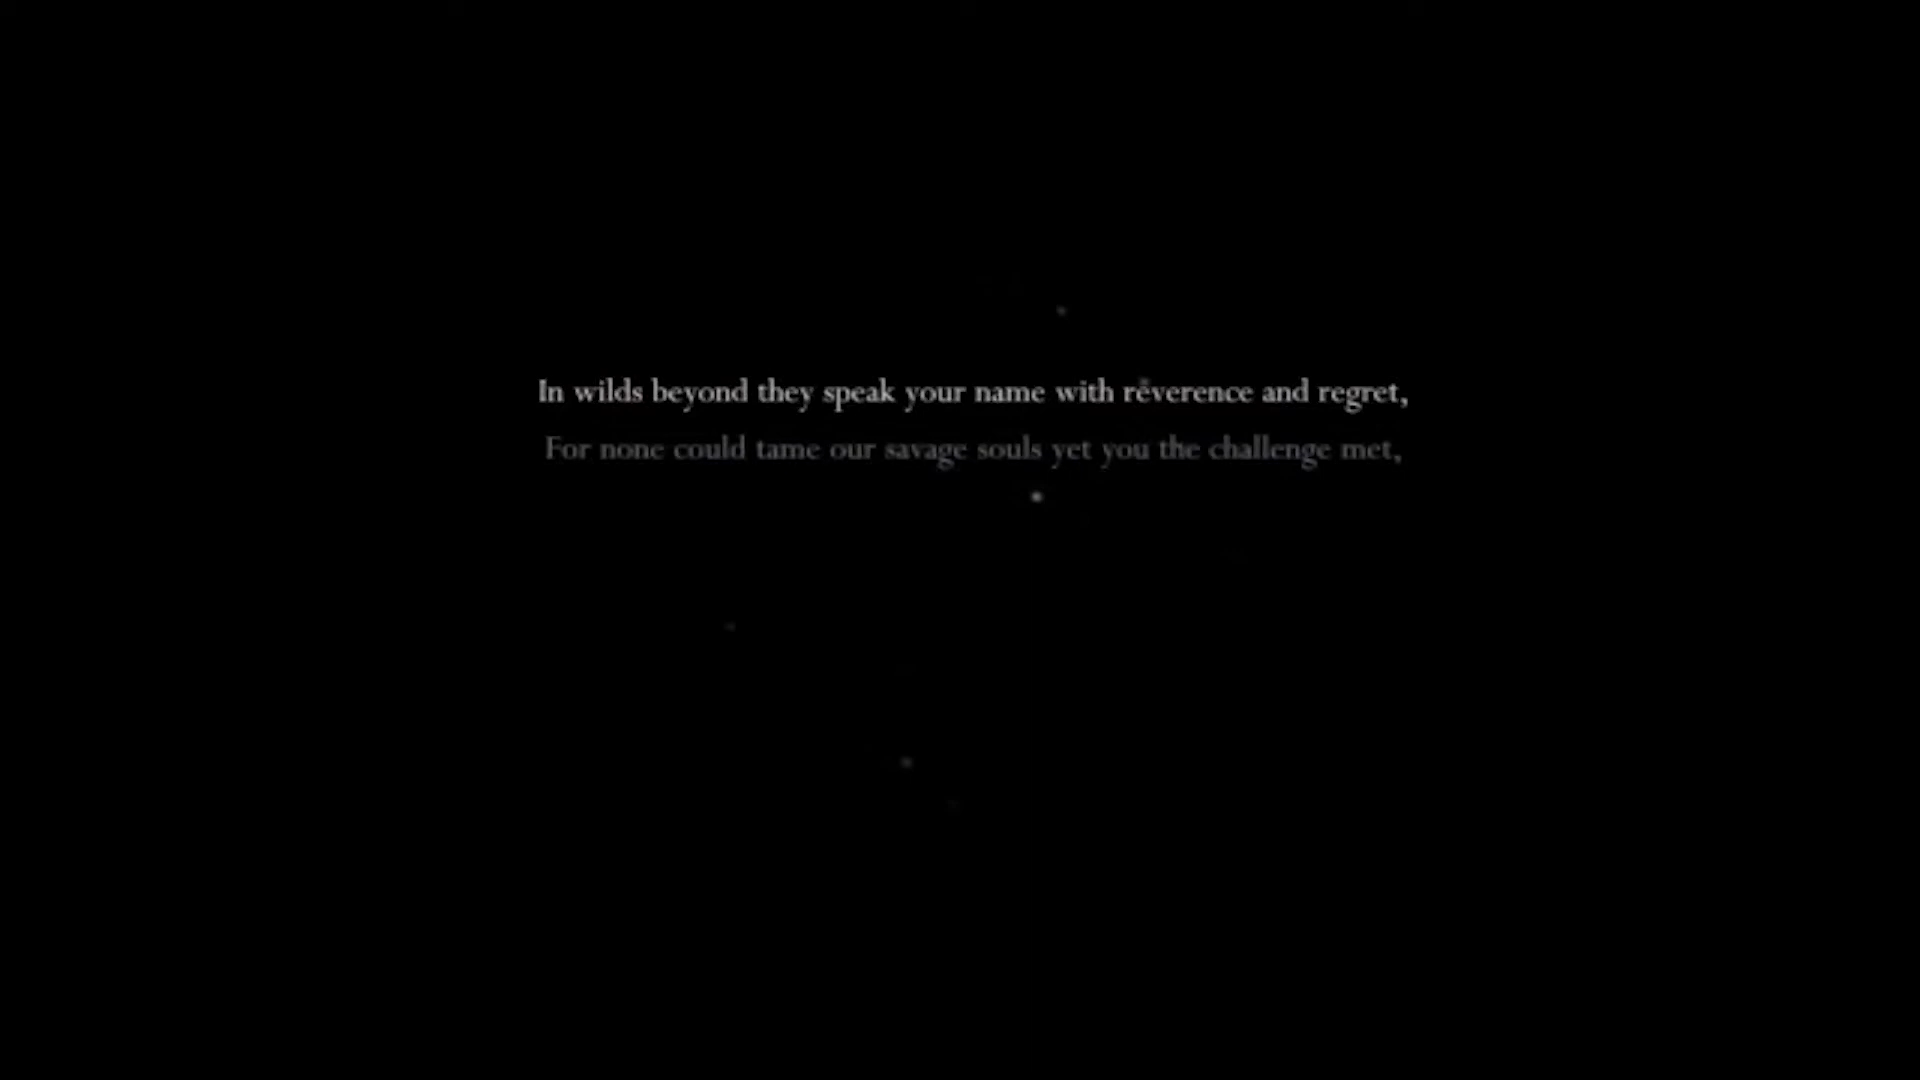 In wilds beyond they speak your name with reverence and regret,
For none could tame our savage souls yet you the challenge met,